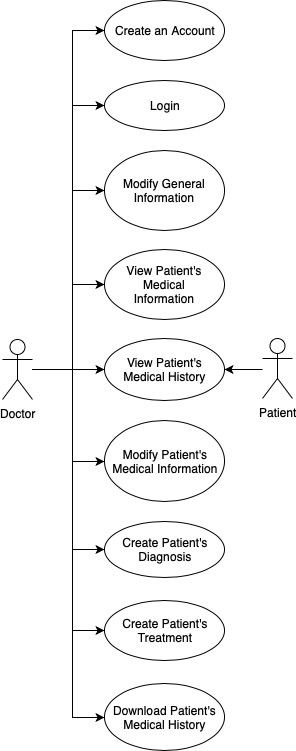 Create an Account
Login
Modify General
Information
View Patient's
Medical
Information
View Patient's
Medical History
Doctor
Patient
Modify Patient's
Medical Information
Create Patient's
Diagnosis
Create Patient's
Treatment
Download Patient's
Medical History